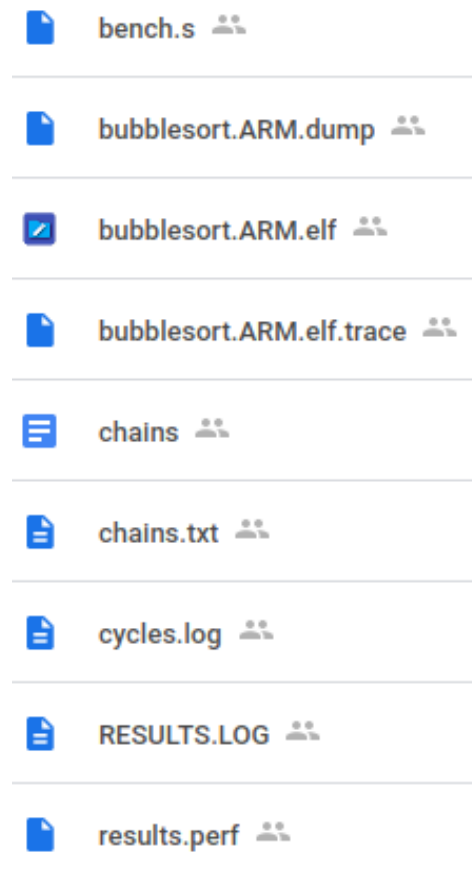 bench.s
bubblesort.ARM.dump
bubblesort.ARM.elf
bubblesort.ARM.elf.trace
chains
chains.txt
cycles.log
RESULTS.LOG
results.perf